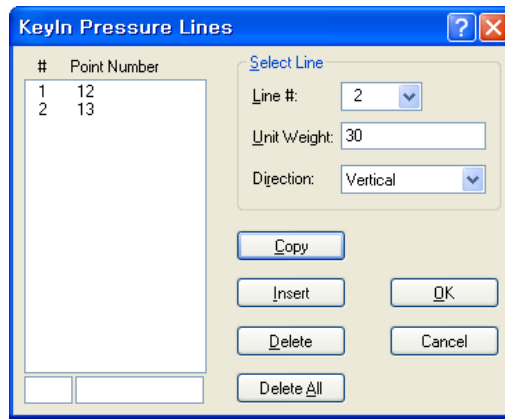 KeyIn Pressure Lines
# Point Number
1 12
2 13
Select Line
Line #: 2
Unit Weight: 30
Direction: Vertical
Copy
Insert
OK
Delete
Cancel
Delete All